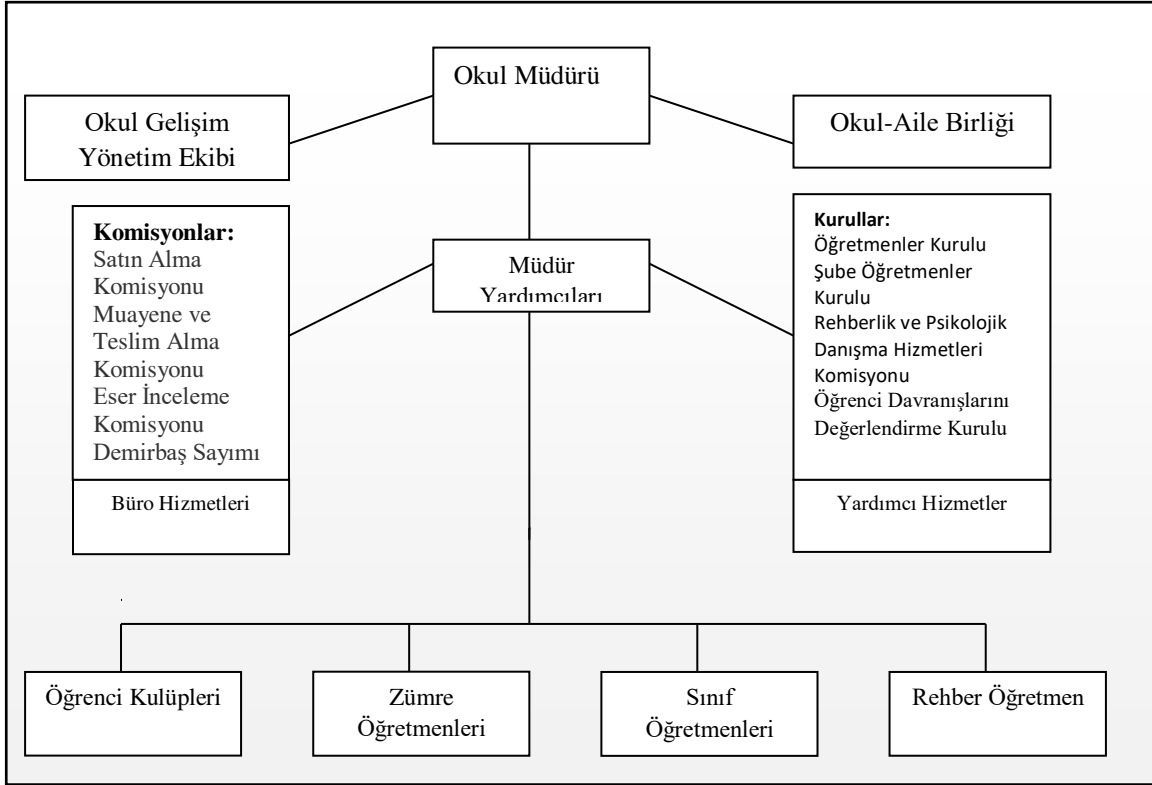 Okul Müdürü
Okul Gelişim
Yönetim Ekibi
Okul-Aile Birliği
Komisyonlar:
Satın Alma
Komisyonu
Muayene ve
Teslim Alma
Komisyonu
Eser İnceleme
Komisyonu
Demirbaş Sayımı
Büro Hizmetleri
Müdür
Yardımcıları
Kurullar:
Öğretmenler Kurulu
Şube Öğretmenler
Kurulu
Rehberlik ve Psikolojik
Danışma Hizmetleri
Komisyonu
Öğrenci Davranışlarını
Değerlendirme Kurulu
Yardımcı Hizmetler
Öğrenci Kulüpleri
Zümre
Öğretmenleri
Sınıf
Öğretmenleri
Rehber Öğretmen